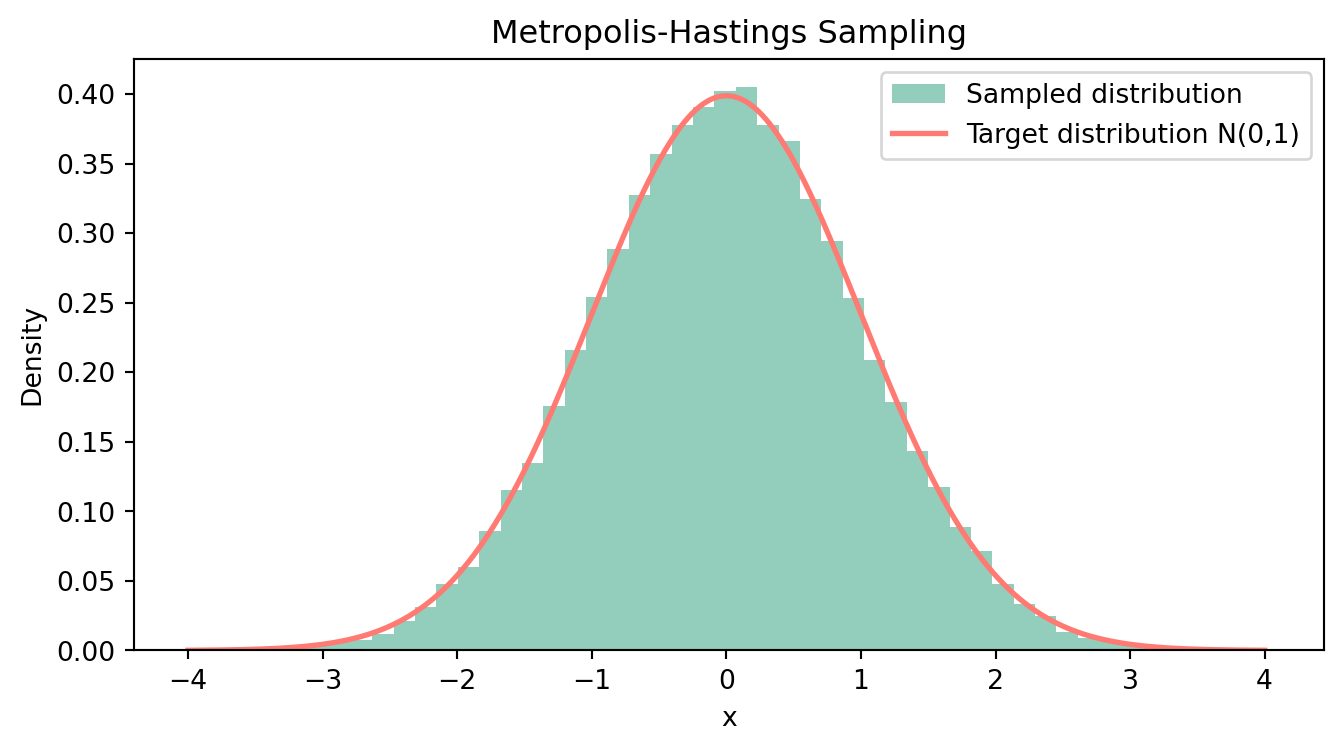 Metropolis-Hastings Sampling
Sampled distribution
Target distribution N(0,1)
Density
0.40
0.35
0.30
0.25
0.20
0.15
0.10
0.05
0.00
−4 −3 −2 −1 0 1 2 3 4
x